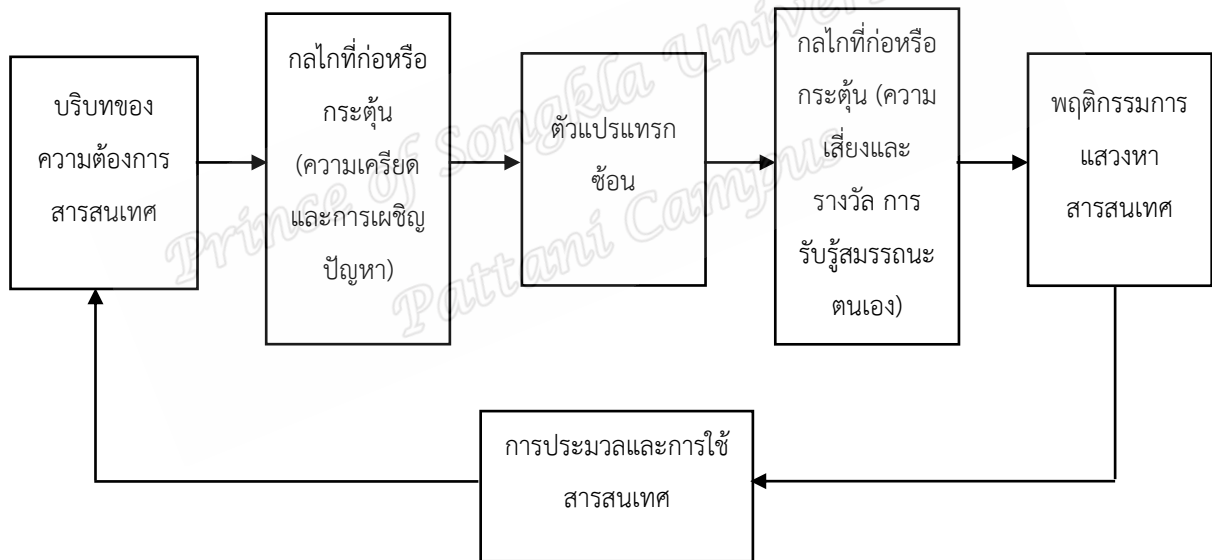 บริบทของ
ความต้องการ
สารสนเทศ
กลไกที่ก่อหรือ
กระตุ้น
(ความเครียด
และการเผชิญ
ปัญหา)
ตัวแปรแทรก
ซ้อน
กลไกที่ก่อหรือ
กระตุ้น (ความ
เสี่ยงและ
รางวัล การ
รับรู้สมรรถนะ
ตนเอง)
พฤติกรรมการ
แสวงหา
สารสนเทศ
การประมวลและการใช้
สารสนเทศ
Prince of Songkla Univers
Pattani Campus